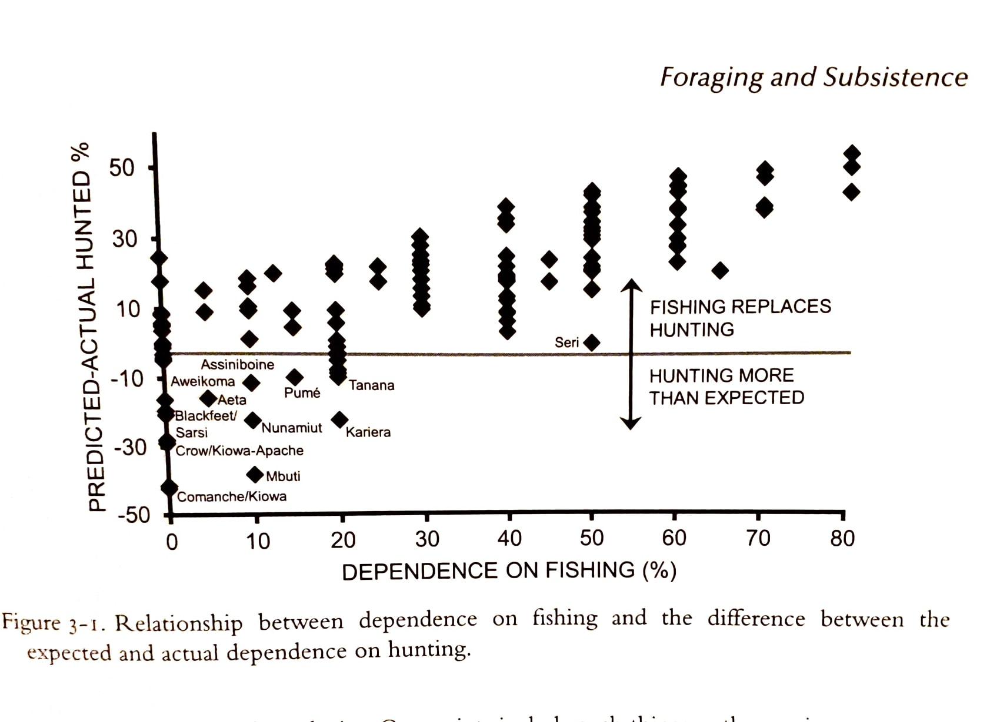 Foraging and Subsistence
PREDICTED-ACTUAL HUNTED %
50
30
10
-10
-30
-50
Seri
FISHING REPLACES
HUNTING
Assiniboine
Aweikoma
Pumé
Tanana
HUNTING MORE
THAN EXPECTED
Aeta
Blackfeet/
Sarsi
Nunamiut
Kariera
Crow/Kiowa-Apache
Mbuti
Comanche/Kiowa
0 10 20 30 40 50 60 70 80
DEPENDENCE ON FISHING (%)
Figure 3-1. Relationship between dependence on fishing and the difference between the
expected and actual dependence on hunting.